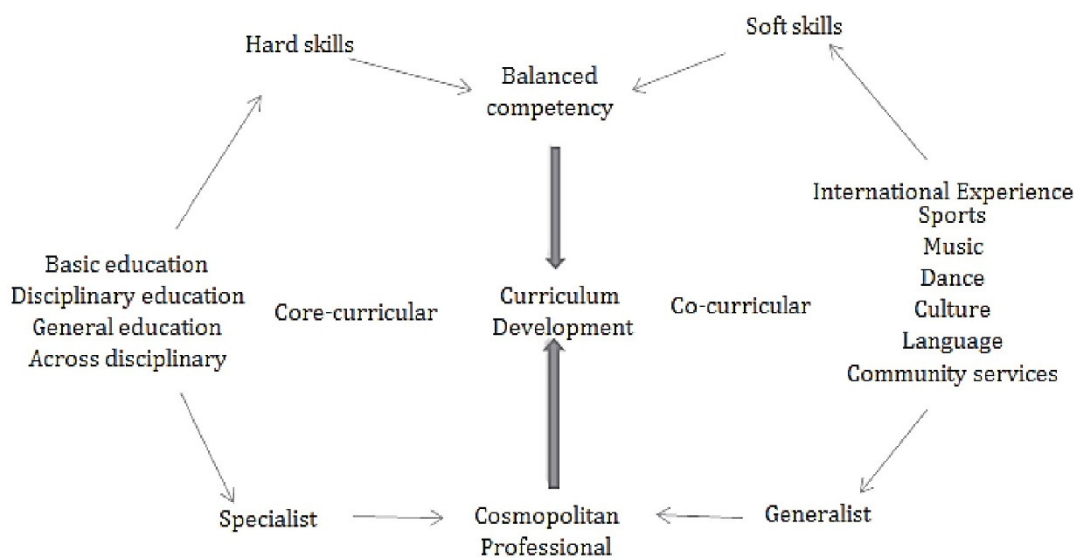 Hard skills
Soft skills
Balanced
competency
International Experience
Sports
Music
Dance
Culture
Language
Community services
Basic education
Disciplinary education
General education
Across disciplinary
Core-curricular
Curriculum
Development
Co-curricular
Specialist
Cosmopolitan
Professional
Generalist